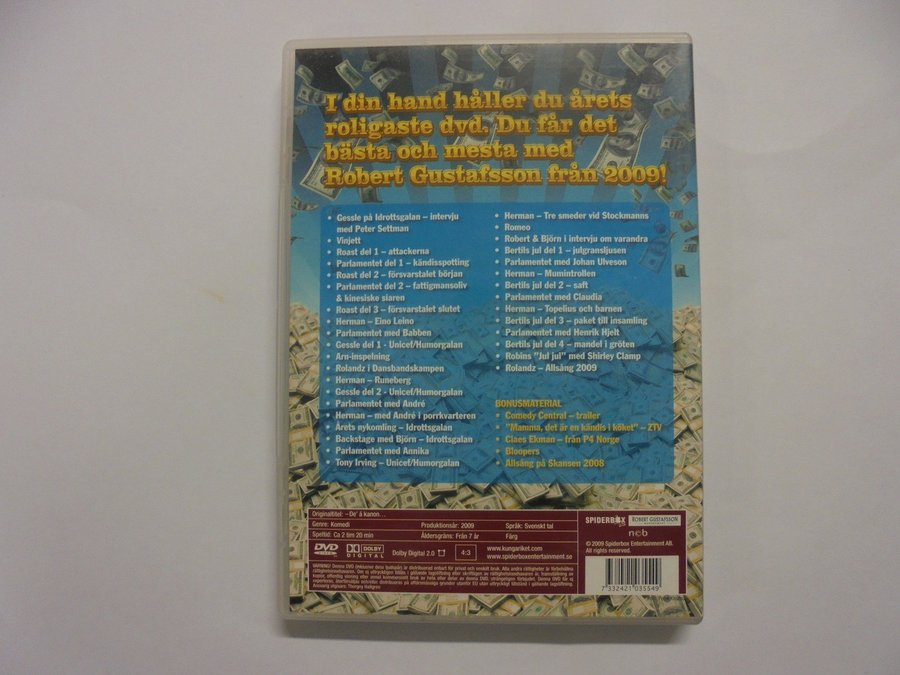 I din hand håller du årets
roligaste dvd. Du får det
bästa och mesta med
Robert Gustafsson från 2009!
• Gessle på Idrottsgalan – intervju
med Peter Settman
• Vinjett
• Roast del 1 – attackerna
• Parlamentet del 1 – kändisspotting
• Roast del 2 – försvarstalet början
• Parlamentet del 2 – fattigmansoliv
& kinesiske siaren
• Roast del 3 – försvarstalet slutet
• Herman – Eino Leino
• Parlamentet med Babben
• Gessle del 1 - Unicef/Humorgalan
• Arn-inspelning
• Rolandz i Dansbandskampen
• Herman – Runeberg
• Gessle del 2 - Unicef/Humorgalan
• Parlamentet med André
• Herman – med André i porrkvarteren
• Årets nykomling – Idrottsgalan
• Backstage med Björn – Idrottsgalan
• Parlamentet med Annika
• Tony Irving – Unicef/Humorgalan
• Herman – Tre smeder vid Stockmanns
• Romeo
• Robert & Björn i intervju om varandra
• Bertils jul del 1 – julgransljusen
• Parlamentet med Johan Ulveson
• Herman – Mumintrollen
• Bertils jul del 2 – saft
• Parlamentet med Claudia
• Herman – Topelius och barnen
• Bertils jul del 3 – paket till insamling
• Parlamentet med Henrik Hjelt
• Bertils jul del 4 – mandel i gröten
• Robins "Jul jul" med Shirley Clamp
• Rolandz – Allsång 2009
BONUSMATERIAL
• Comedy Central – trailer
• "Mamma, det är en kändis i köket" – ZTV
• Claes Ekman – från P4 Norge
• Bloopers
• Allsång på Skansen 2008
Originaltitel: – De' ä kanon...
Genre: Komedi Produktionsår: 2009 Språk: Svenskt tal
Speltid: Ca 2 tim 20 min Åldersgräns: Från 7 år Färg
DVD VIDEO DOLBY DIGITAL Dolby Digital 2.0 4:3
www.kungariket.com
www.spiderboxentertainment.se
SPIDERBOX
ROBERT GUSTAFSSON
ncb
© 2009 Spiderbox Entertainment AB.
All rights reserved.
7 332421 035549